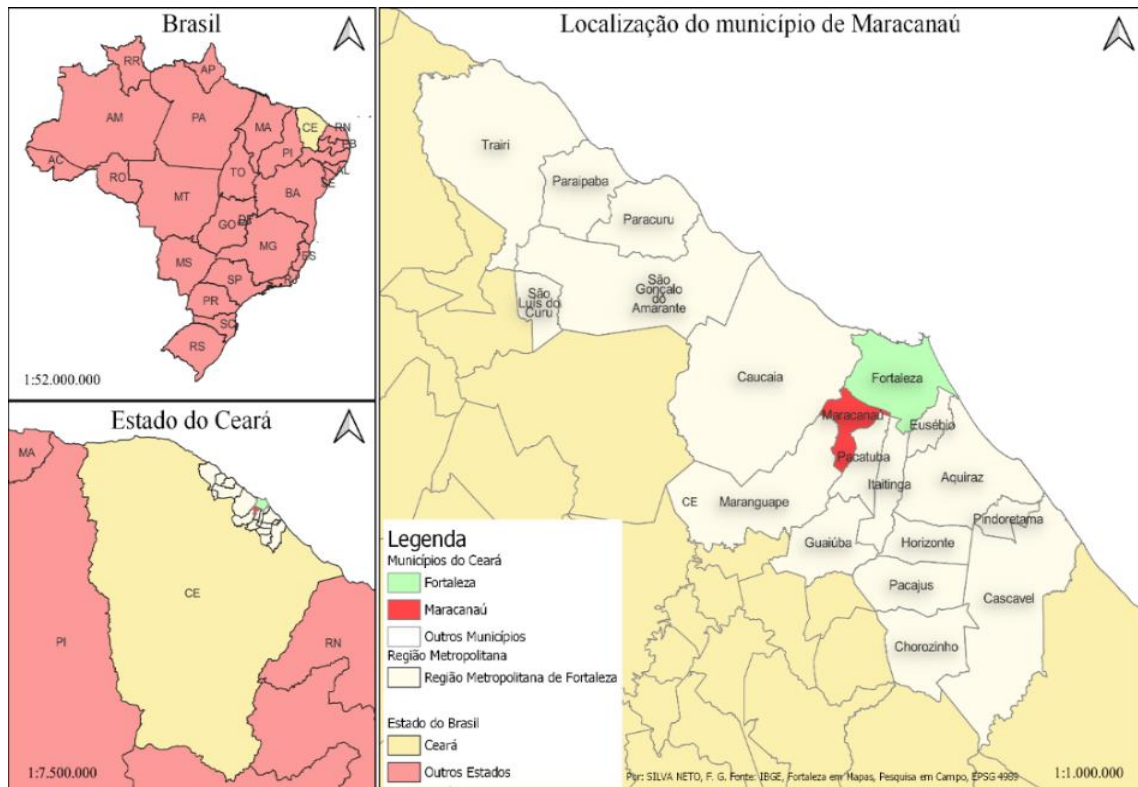 Brasil
RR
AP
AM
PA
MA
CE
RN
PB
PI
AC
AL
SE
RO
TO
BA
MT
DF
GO
MG
MS
ES
SP
RJ
PR
SC
RS
1:52.000.000
Estado do Ceará
MA
CE
PI
RN
1:7.500.000
Localização do município de Maracanaú
Trairi
Paraipaba
Paracuru
São
Luís do
Curu
São
Gonçalo
do
Amarante
Caucaia
Fortaleza
Maracanaú
Eusébio
Pacatuba
Itaitinga
Aquiraz
CE
Maranguape
Pindoretama
Guaiúba
Horizonte
Pacajus
Cascavel
Chorozinho
Legenda
Municípios do Ceará
Fortaleza
Maracanaú
Outros Municípios
Região Metropolitana
Região Metropolitana de Fortaleza
Estado do Brasil
Ceará
Outros Estados
Por: SILVA NETO, F. G. Fonte: IBGE, Fortaleza em Mapas, Pesquisa em Campo, EPSG 4989
1:1.000.000